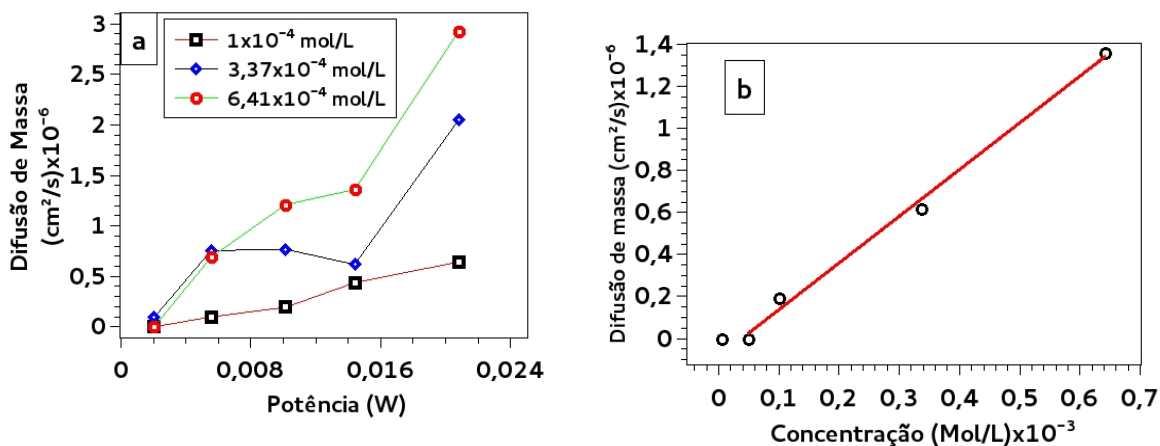 a
1x10⁻⁴ mol/L
3,37x10⁻⁴ mol/L
6,41x10⁻⁴ mol/L
Difusão de Massa
(cm²/s)x10⁻⁶
3
2,5
2
1,5
1
0,5
0
0 0,008 0,016 0,024
Potência (W)
b
Difusão de massa (cm²/s)x10⁻⁶
1,4
1,2
1
0,8
0,6
0,4
0,2
0
0 0,1 0,2 0,3 0,4 0,5 0,6 0,7
Concentração (Mol/L)x10⁻³